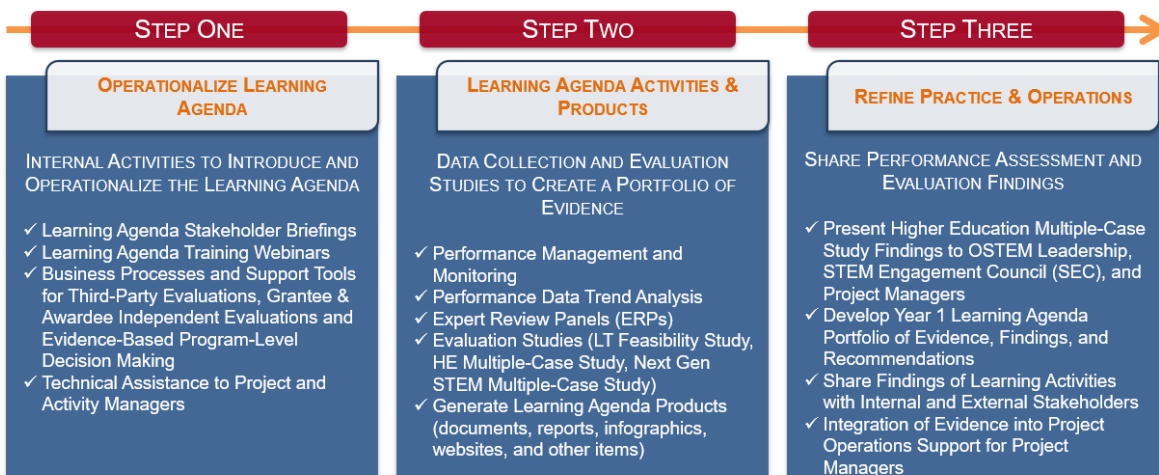 STEP ONE
OPERATIONALIZE LEARNING
AGENDA
INTERNAL ACTIVITIES TO INTRODUCE AND
OPERATIONALIZE THE LEARNING AGENDA
✓ Learning Agenda Stakeholder Briefings
✓ Learning Agenda Training Webinars
✓ Business Processes and Support Tools
for Third-Party Evaluations, Grantee &
Awardee Independent Evaluations and
Evidence-Based Program-Level
Decision Making
✓ Technical Assistance to Project and
Activity Managers
STEP TWO
LEARNING AGENDA ACTIVITIES &
PRODUCTS
DATA COLLECTION AND EVALUATION
STUDIES TO CREATE A PORTFOLIO OF
EVIDENCE
✓ Performance Management and
Monitoring
✓ Performance Data Trend Analysis
✓ Expert Review Panels (ERPs)
✓ Evaluation Studies (LT Feasibility Study,
HE Multiple-Case Study, Next Gen
STEM Multiple-Case Study)
✓ Generate Learning Agenda Products
(documents, reports, infographics,
websites, and other items)
STEP THREE
REFINE PRACTICE & OPERATIONS
SHARE PERFORMANCE ASSESSMENT AND
EVALUATION FINDINGS
✓ Present Higher Education Multiple-Case
Study Findings to OSTEM Leadership,
STEM Engagement Council (SEC), and
Project Managers
✓ Develop Year 1 Learning Agenda
Portfolio of Evidence, Findings, and
Recommendations
✓ Share Findings of Learning Activities
with Internal and External Stakeholders
✓ Integration of Evidence into Project
Operations Support for Project
Managers